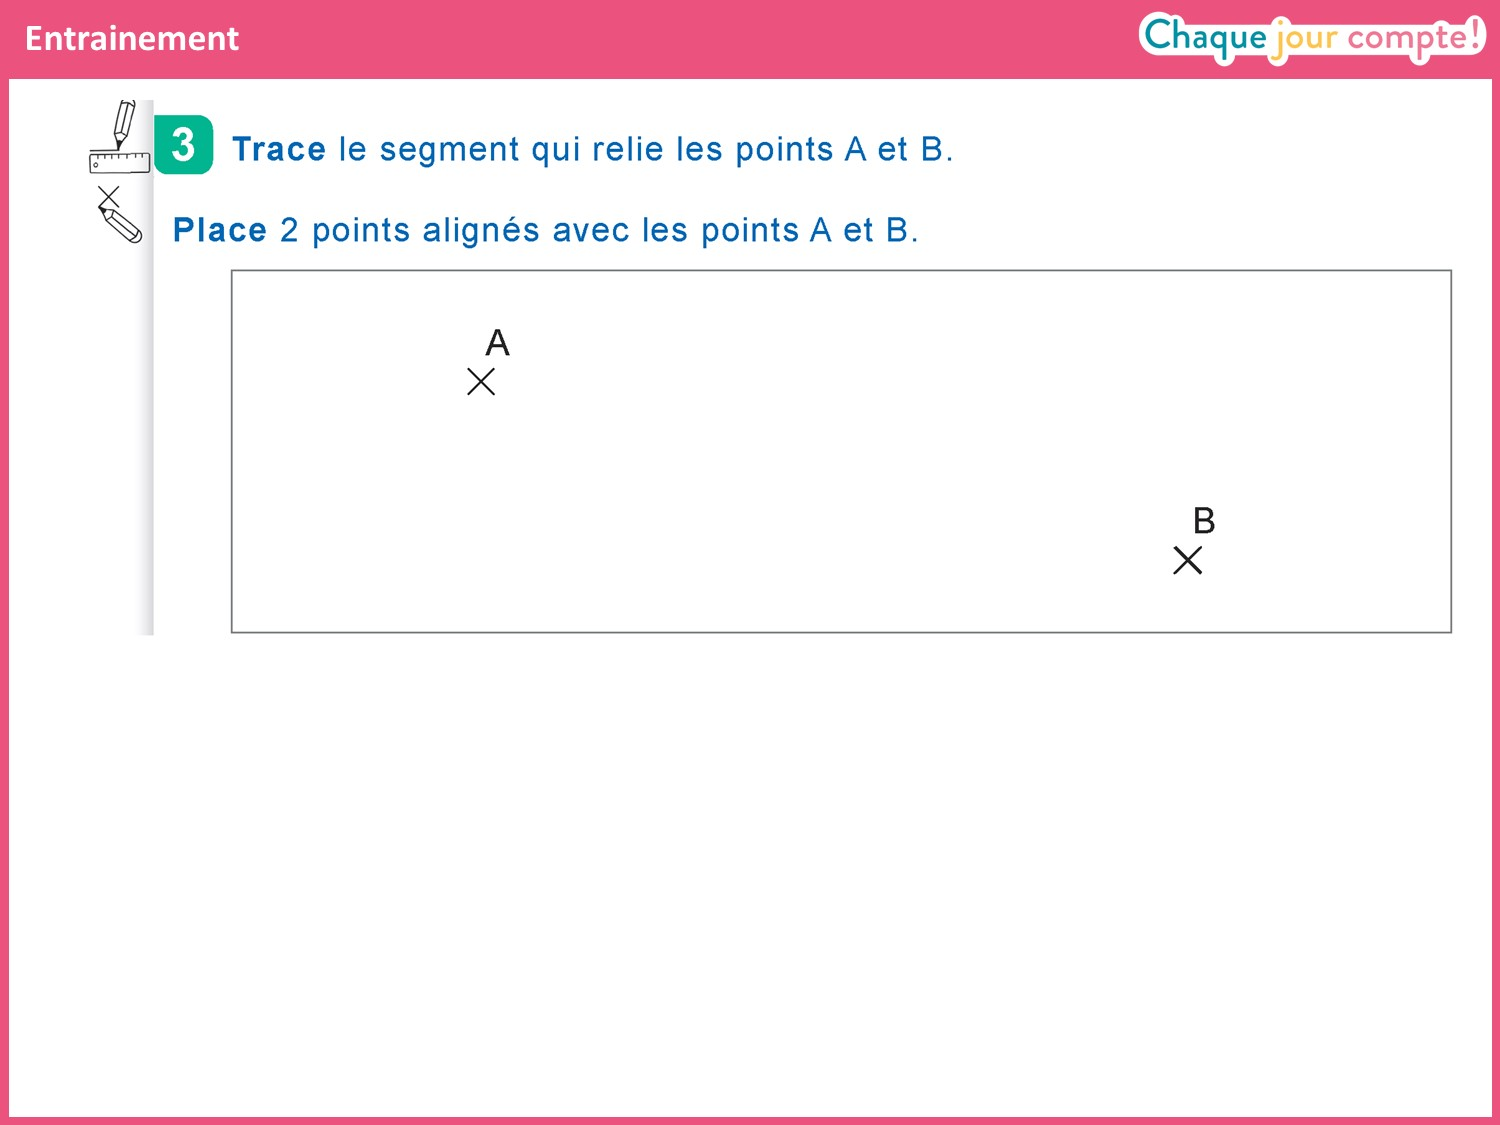 Entrainement
Chaque jour compte!
3 Trace le segment qui relie les points A et B.
Place 2 points alignés avec les points A et B.
A
B